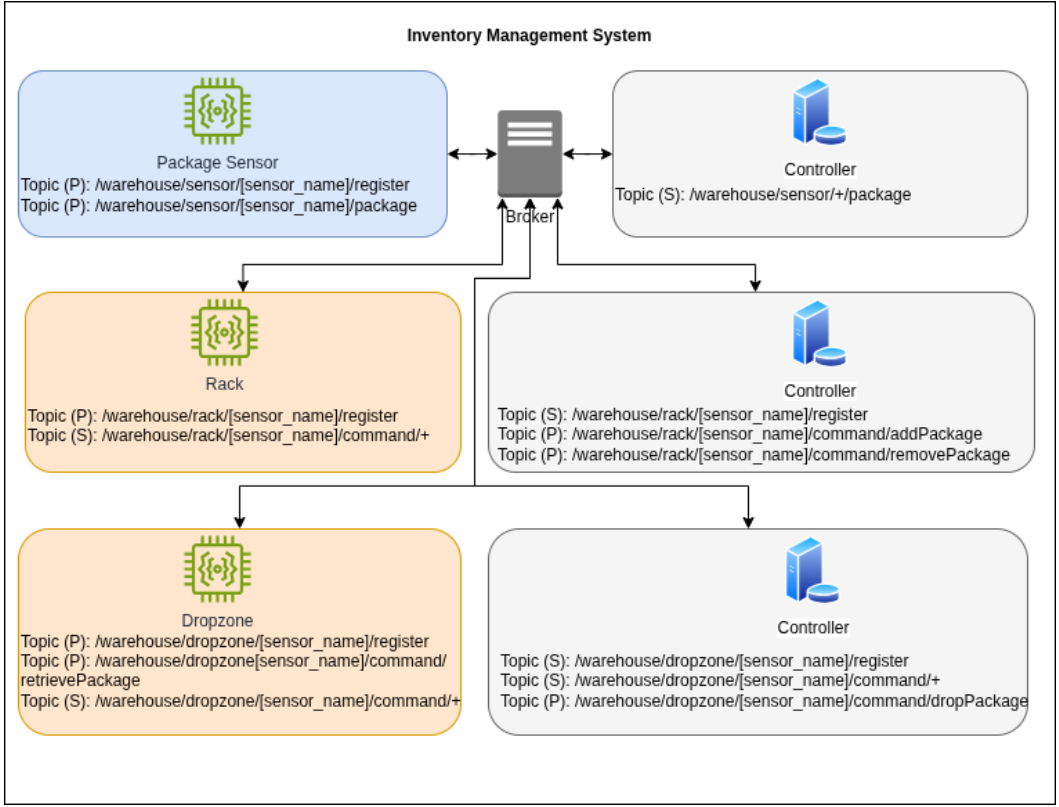 Inventory Management System
Package Sensor
Topic (P): /warehouse/sensor/[sensor_name]/register
Topic (P): /warehouse/sensor/[sensor_name]/package
Broker
Controller
Topic (S): /warehouse/sensor/+/package
Rack
Topic (P): /warehouse/rack/[sensor_name]/register
Topic (S): /warehouse/rack/[sensor_name]/command/+
Controller
Topic (S): /warehouse/rack/[sensor_name]/register
Topic (P): /warehouse/rack/[sensor_name]/command/addPackage
Topic (P): /warehouse/rack/[sensor_name]/command/removePackage
Dropzone
Topic (P): /warehouse/dropzone/[sensor_name]/register
Topic (P): /warehouse/dropzone[sensor_name]/command/
retrievePackage
Topic (S): /warehouse/dropzone/[sensor_name]/command/+
Controller
Topic (S): /warehouse/dropzone/[sensor_name]/register
Topic (S): /warehouse/dropzone/[sensor_name]/command/+
Topic (P): /warehouse/dropzone/[sensor_name]/command/dropPackage